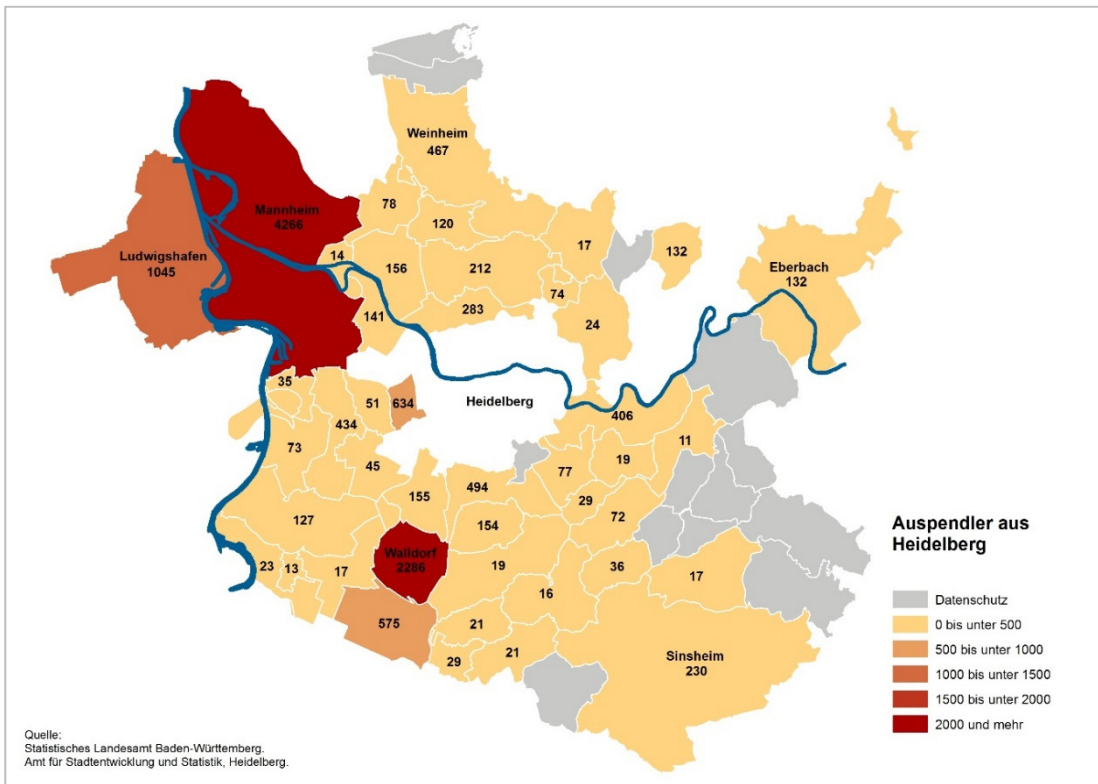 Weinheim
467
78
Mannheim
4266
120
17
132
Ludwigshafen
1045
14
156
212
Eberbach
132
74
141
283
24
35
51
634
Heidelberg
406
434
73
11
45
77
19
155
494
29
127
154
72
Walldorf
2286
23
13
17
19
36
17
16
575
21
21
29
Sinsheim
230
Auspendler aus
Heidelberg
Datenschutz
0 bis unter 500
500 bis unter 1000
1000 bis unter 1500
1500 bis unter 2000
2000 und mehr
Quelle:
Statistisches Landesamt Baden-Württemberg.
Amt für Stadtentwicklung und Statistik, Heidelberg.